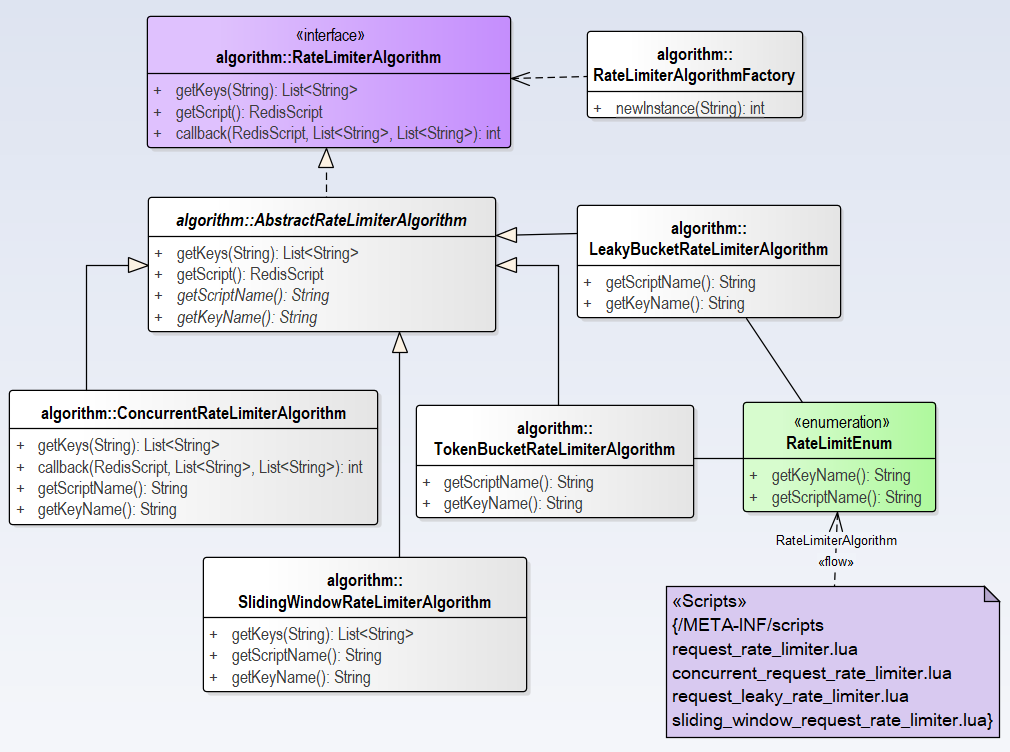 «interface»
algorithm::RateLimiterAlgorithm
+ getKeys(String): List<String>
+ getScript(): RedisScript
+ callback(RedisScript, List<String>, List<String>): int
algorithm::
RateLimiterAlgorithmFactory
+ newInstance(String): int
algorithm::AbstractRateLimiterAlgorithm
+ getKeys(String): List<String>
+ getScript(): RedisScript
+ getScriptName(): String
+ getKeyName(): String
algorithm::
LeakyBucketRateLimiterAlgorithm
+ getScriptName(): String
+ getKeyName(): String
algorithm::ConcurrentRateLimiterAlgorithm
+ getKeys(String): List<String>
+ callback(RedisScript, List<String>, List<String>): int
+ getScriptName(): String
+ getKeyName(): String
algorithm::
TokenBucketRateLimiterAlgorithm
+ getScriptName(): String
+ getKeyName(): String
«enumeration»
RateLimitEnum
+ getKeyName(): String
+ getScriptName(): String
RateLimiterAlgorithm
«flow»
algorithm::
SlidingWindowRateLimiterAlgorithm
+ getKeys(String): List<String>
+ getScriptName(): String
+ getKeyName(): String
«Scripts»
{/META-INF/scripts
request_rate_limiter.lua
concurrent_request_rate_limiter.lua
request_leaky_rate_limiter.lua
sliding_window_request_rate_limiter.lua}